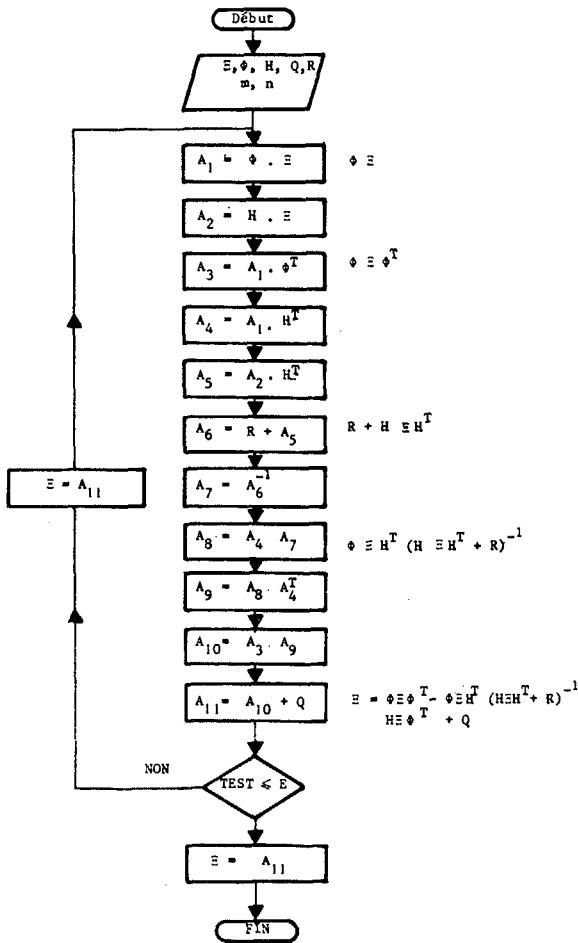 Début
Ξ,Φ, H, Q,R
m, n
A₁ = Φ . Ξ Φ Ξ
A₂ = H . Ξ
A₃ = A₁ . Φᵀ Φ Ξ Φᵀ
A₄ = A₁ . Hᵀ
A₅ = A₂ . Hᵀ
A₆ = R + A₅ R + H Ξ Hᵀ
Ξ = A₁₁
A₇ = A₆⁻¹
A₈ = A₄ A₇ Φ Ξ Hᵀ (H Ξ Hᵀ + R)⁻¹
A₉ = A₈ A₄ᵀ
A₁₀= A₃ A₉
A₁₁= A₁₀ + Q Ξ = ΦΞΦᵀ- ΦΞHᵀ (HΞHᵀ+ R)⁻¹
HΞΦᵀ + Q
NON
TEST ⩽ E
Ξ = A₁₁
FIN